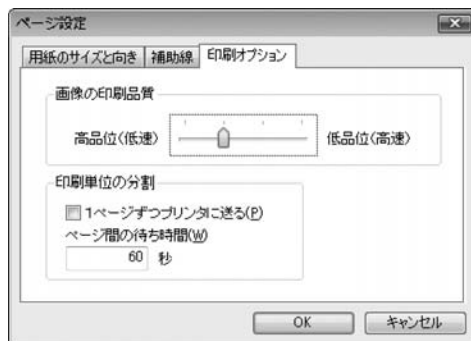 ページ設定
用紙のサイズと向き 補助線 印刷オプション
画像の印刷品質
高品位(低速) 低品位(高速)
印刷単位の分割
1ページずつプリンタに送る(P)
ページ間の待ち時間(W)
60 秒
OK キャンセル